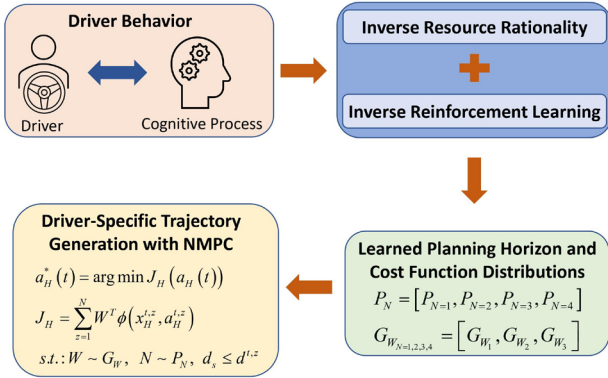 Driver Behavior
Driver
Cognitive Process
Inverse Resource Rationality
Inverse Reinforcement Learning
Learned Planning Horizon and
Cost Function Distributions
P_N = [P_{N=1}, P_{N=2}, P_{N=3}, P_{N=4}]
G_{W_{N=1,2,3,4}} = [G_{W_1}, G_{W_2}, G_{W_3}]
Driver-Specific Trajectory
Generation with NMPC
a_H^*(t) = arg min J_H(a_H(t))
J_H = \sum_{z=1}^{N} W^T ϕ(x_H^{t,z}, a_H^{t,z})
s.t.: W ~ G_W, N ~ P_N, d_s ≤ d^{t,z}